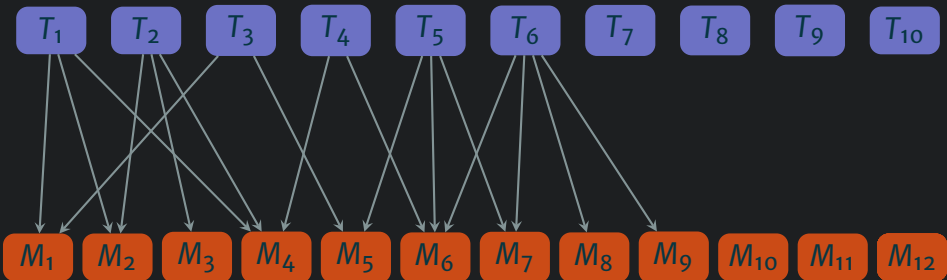 T₁ T₂ T₃ T₄ T₅ T₆ T₇ T₈ T₉ T₁₀
M₁ M₂ M₃ M₄ M₅ M₆ M₇ M₈ M₉ M₁₀ M₁₁ M₁₂